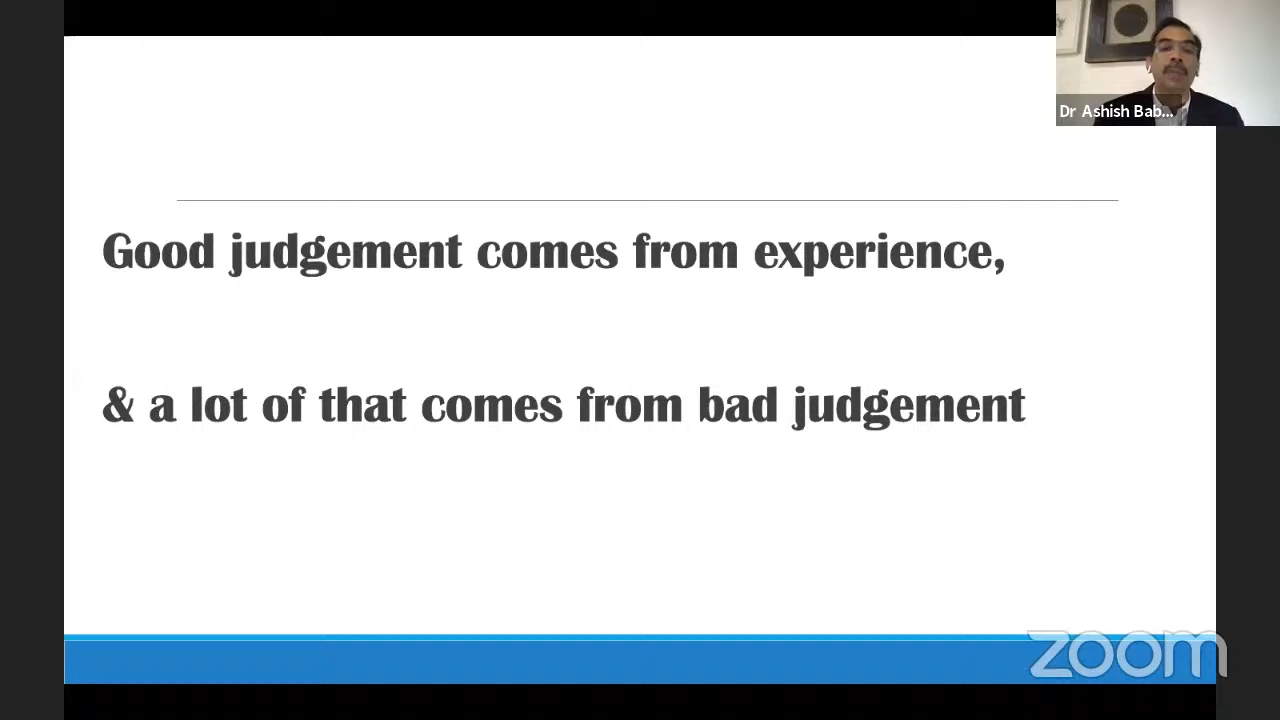 Dr Ashish Bab...
Good judgement comes from experience,
& a lot of that comes from bad judgement
zoom